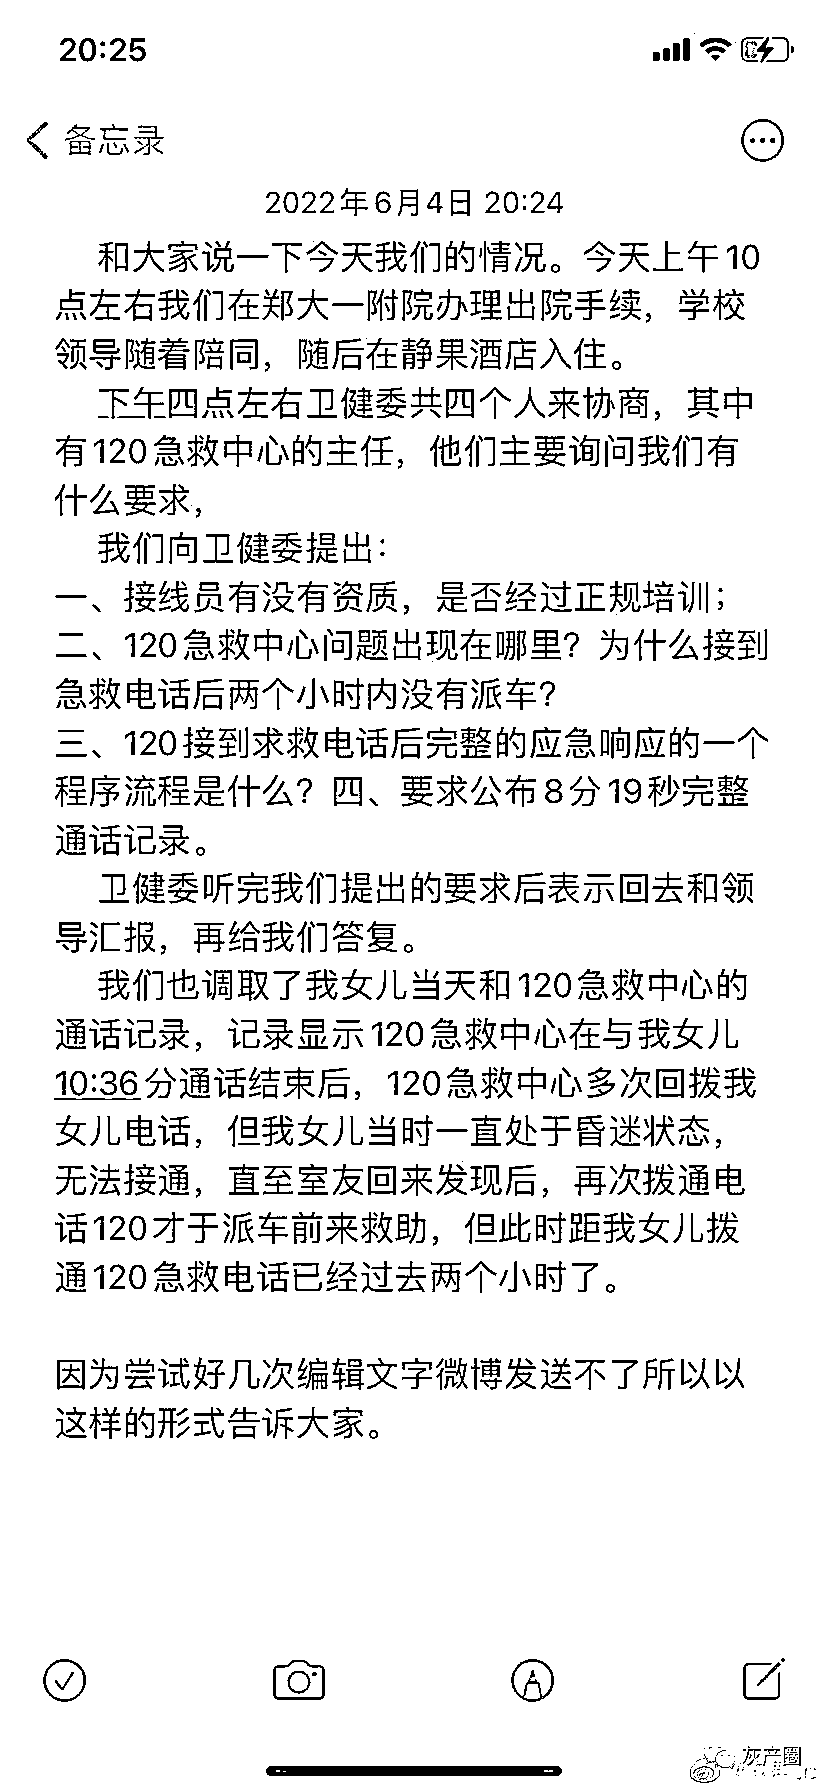 20:25
备忘录
2022年6月4日 20:24
和大家说一下今天我们的情况。今天上午10
点左右我们在郑大一附院办理出院手续，学校
领导随着陪同，随后在静果酒店入住。
下午四点左右卫健委共四个人来协商，其中
有120急救中心的主任，他们主要询问我们有
什么要求，
我们向卫健委提出：
一、接线员有没有资质，是否经过正规培训；
二、120急救中心问题出现在哪里？为什么接到
急救电话后两个小时内没有派车？
三、120接到求救电话后完整的应急响应的一个
程序流程是什么？四、要求公布8分19秒完整
通话记录。
卫健委听完我们提出的要求后表示回去和领
导汇报，再给我们答复。
我们也调取了我女儿当天和120急救中心的
通话记录，记录显示120急救中心在与我女儿
10:36分通话结束后，120急救中心多次回拨我
女儿电话，但我女儿当时一直处于昏迷状态，
无法接通，直至室友回来发现后，再次拨通电
话120才于派车前来救助，但此时距我女儿拨
通120急救电话已经过去两个小时了。
因为尝试好几次编辑文字微博发送不了所以以
这样的形式告诉大家。
灰产圈